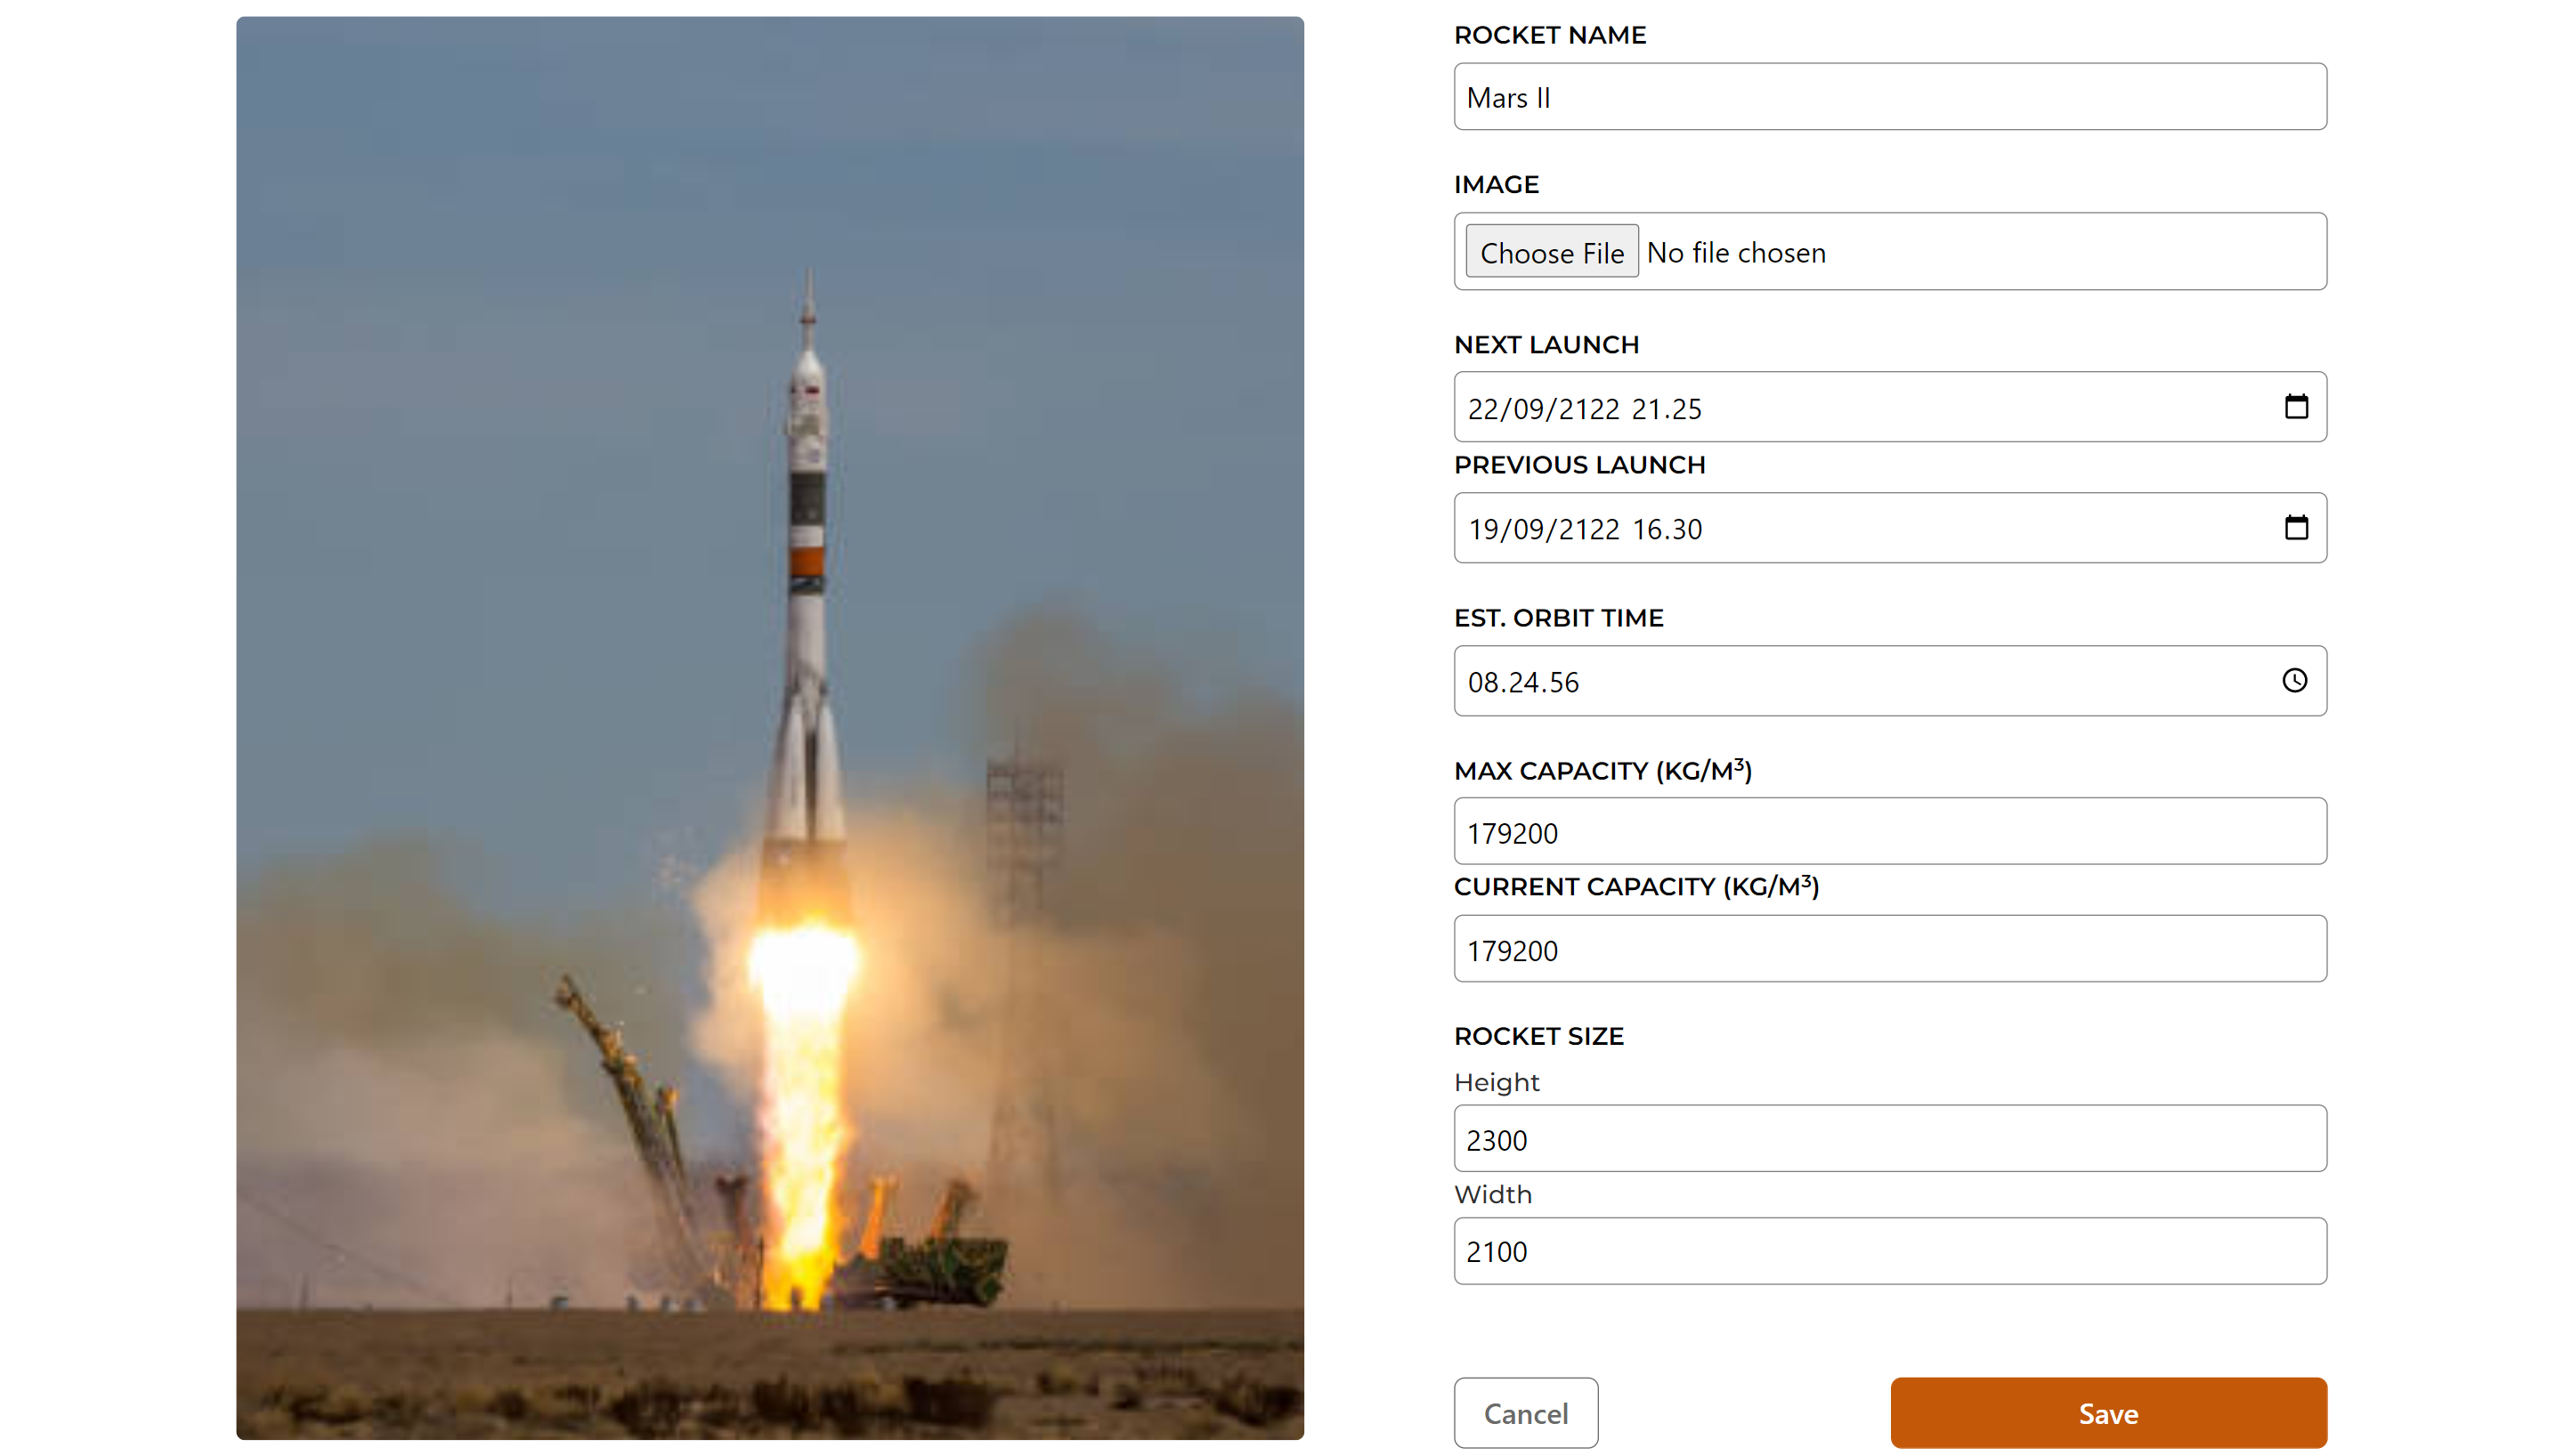 ROCKET NAME
Mars II
IMAGE
Choose File No file chosen
NEXT LAUNCH
22/09/2122 21.25
PREVIOUS LAUNCH
19/09/2122 16.30
EST. ORBIT TIME
08.24.56
MAX CAPACITY (KG/M³)
179200
CURRENT CAPACITY (KG/M³)
179200
ROCKET SIZE
Height
2300
Width
2100
Cancel Save